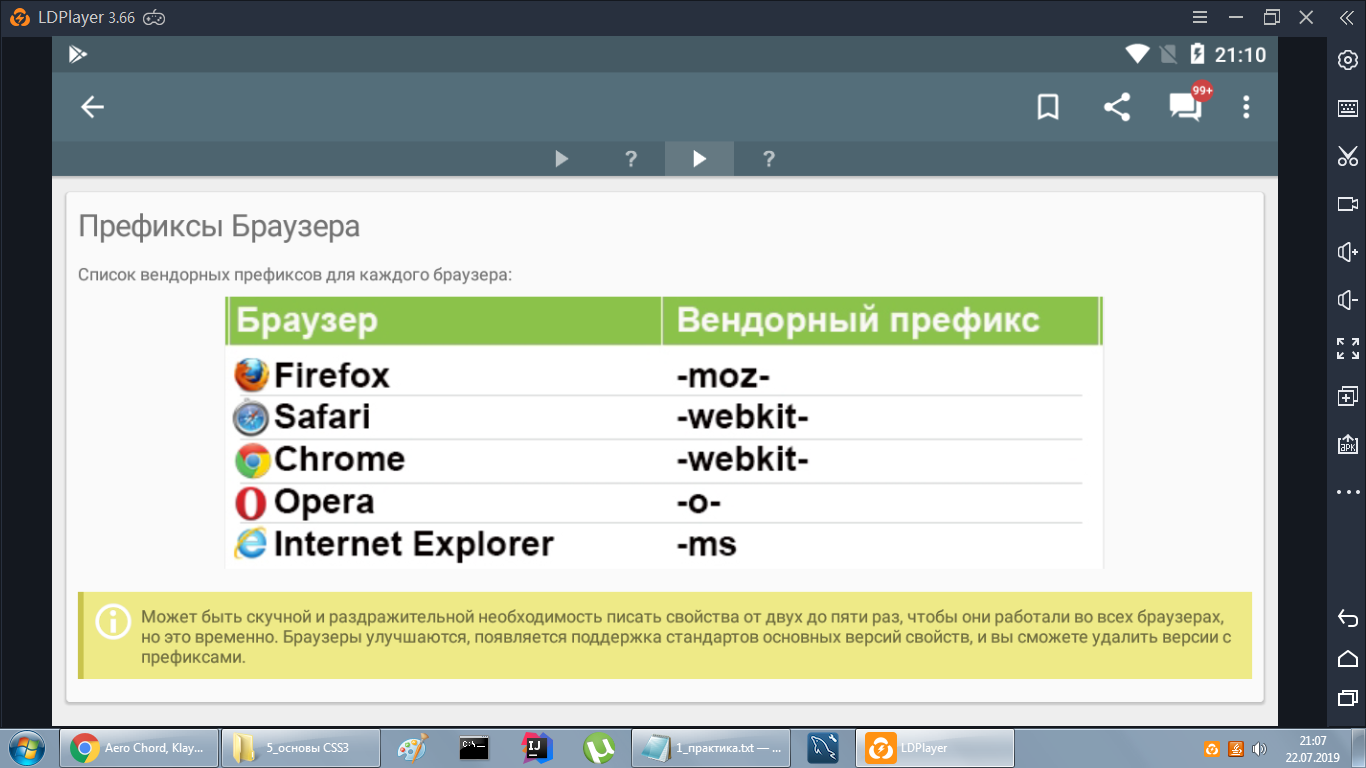 LDPlayer 3.66
21:10
99+
? ?
Префиксы Браузера
Список вендорных префиксов для каждого браузера:
Браузер Вендорный префикс
Firefox -moz-
Safari -webkit-
Chrome -webkit-
Opera -o-
Internet Explorer -ms
Может быть скучной и раздражительной необходимость писать свойства от двух до пяти раз, чтобы они работали во всех браузерах,
но это временно. Браузеры улучшаются, появляется поддержка стандартов основных версий свойств, и вы сможете удалить версии с
префиксами.
APK
Aero Chord, Klay... 5_основы CSS3 C:\. IJ 1_практика.txt — ... LDPlayer 21:07
22.07.2019